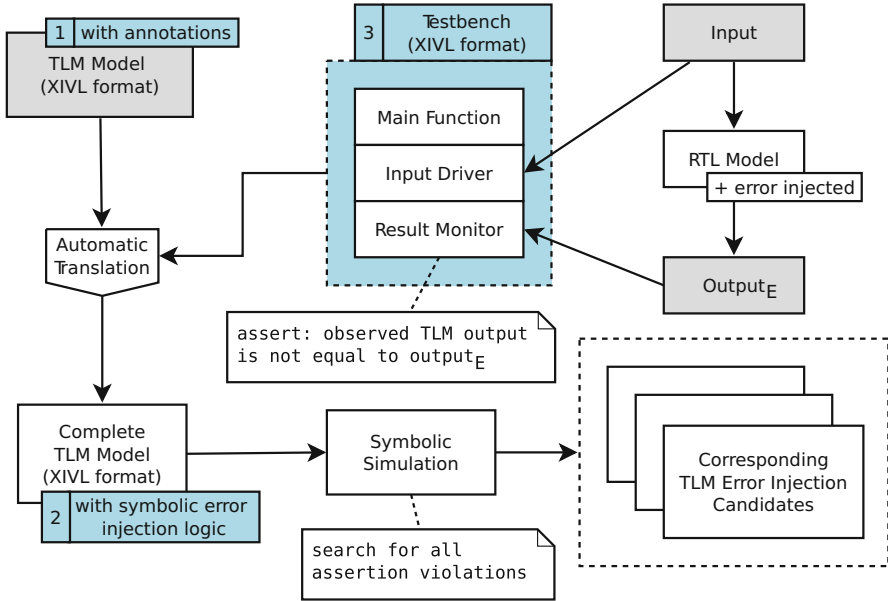 1 with annotations
TLM Model
(XIVL format)
3 Testbench
(XIVL format)
Input
Main Function
Input Driver
Result Monitor
RTL Model
+ error injected
Automatic
Translation
OutputE
assert: observed TLM output
is not equal to outputE
Complete
TLM Model
(XIVL format)
2 with symbolic error
injection logic
Symbolic
Simulation
Corresponding
TLM Error Injection
Candidates
search for all
assertion violations